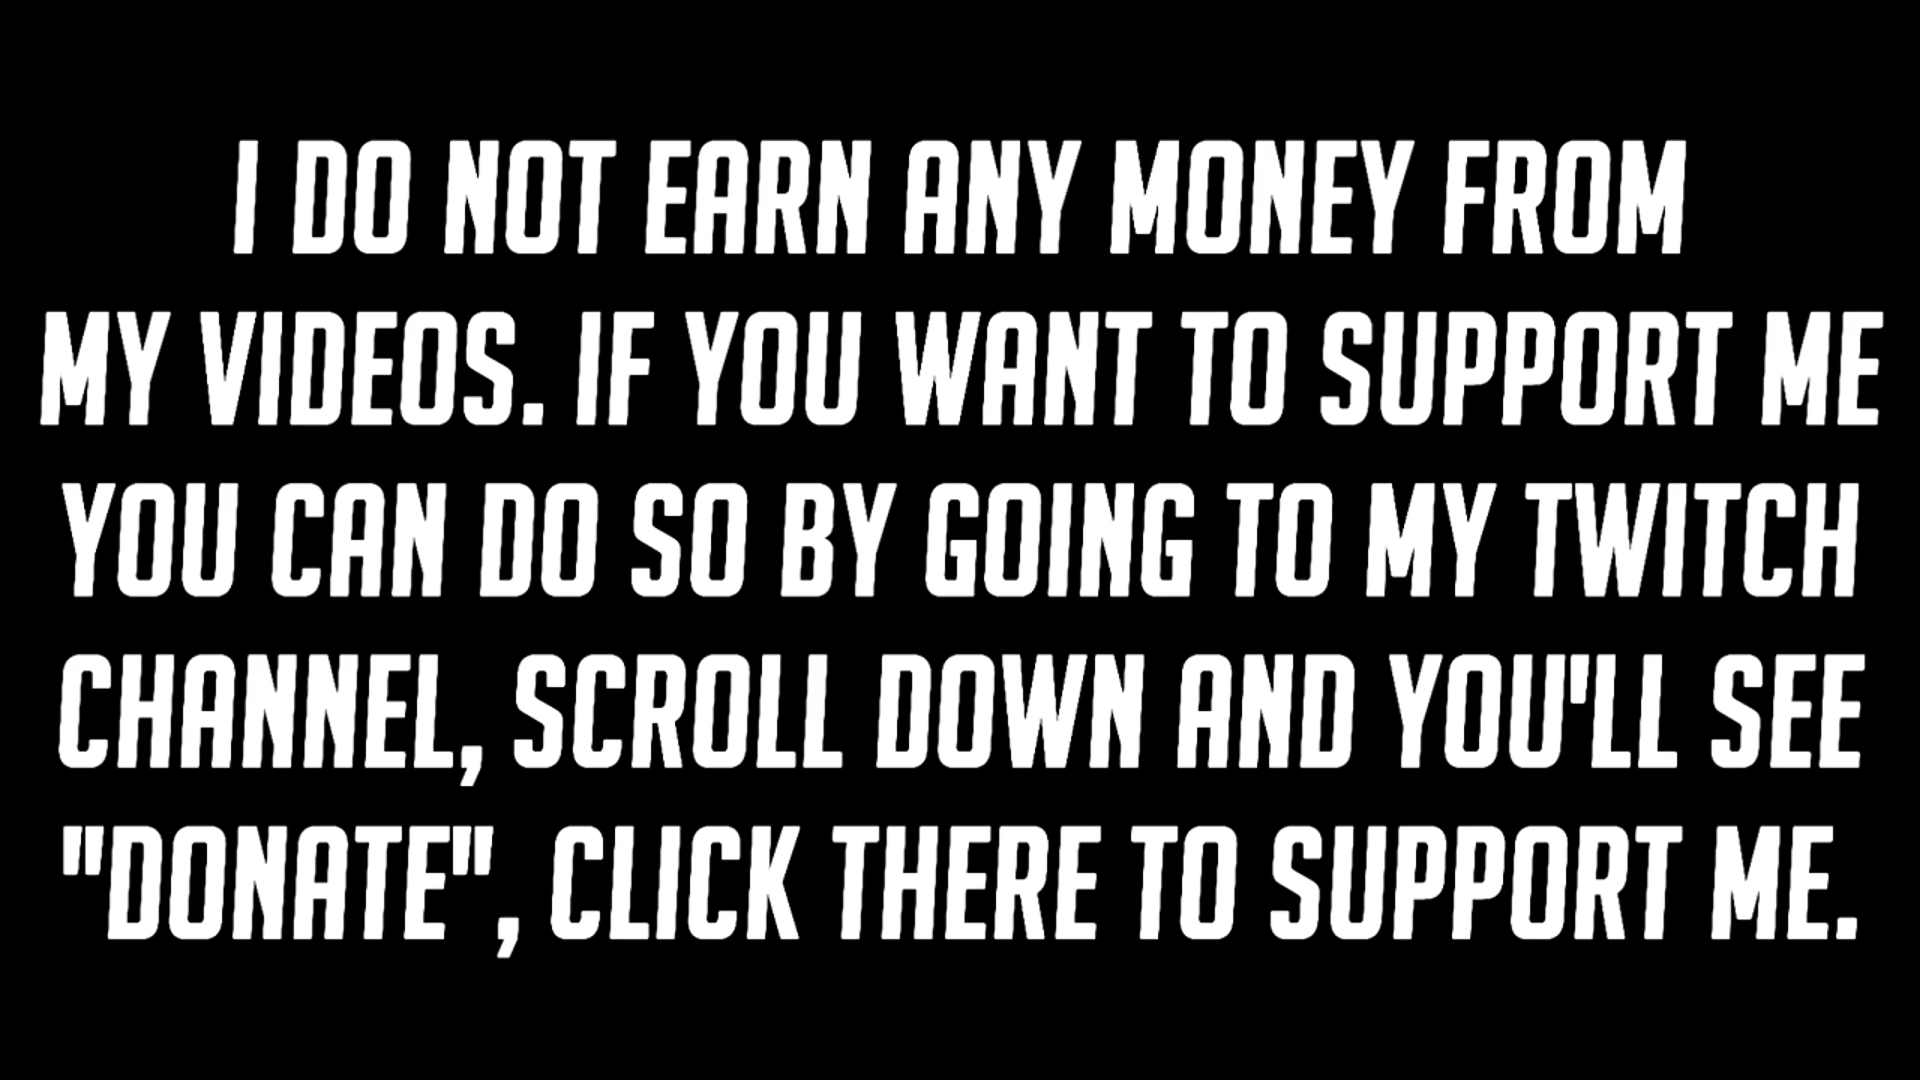 I DO NOT EARN ANY MONEY FROM
MY VIDEOS. IF YOU WANT TO SUPPORT ME
YOU CAN DO SO BY GOING TO MY TWITCH
CHANNEL, SCROLL DOWN AND YOU'LL SEE
"DONATE", CLICK THERE TO SUPPORT ME.